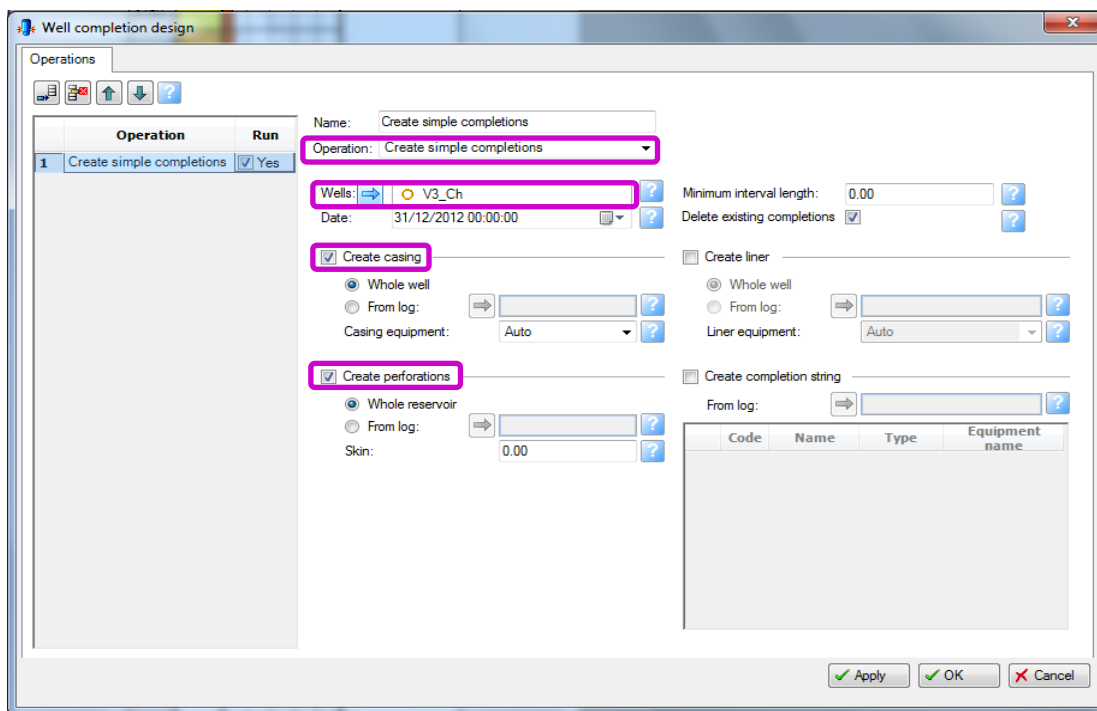 Well completion design
x
Operations
?
Operation Run
1 Create simple completions Yes
Name: Create simple completions
Operation: Create simple completions
Wells: V3_Ch ?
Date: 31/12/2012 00:00:00 ?
Minimum interval length: 0.00 ?
Delete existing completions ?
Create casing
Whole well
From log: ?
Casing equipment: Auto ?
Create liner
Whole well
From log: ?
Liner equipment: Auto ?
Create perforations
Whole reservoir
From log: ?
Skin: 0.00 ?
Create completion string
From log: ?
Code Name Type Equipment
name
Apply OK Cancel